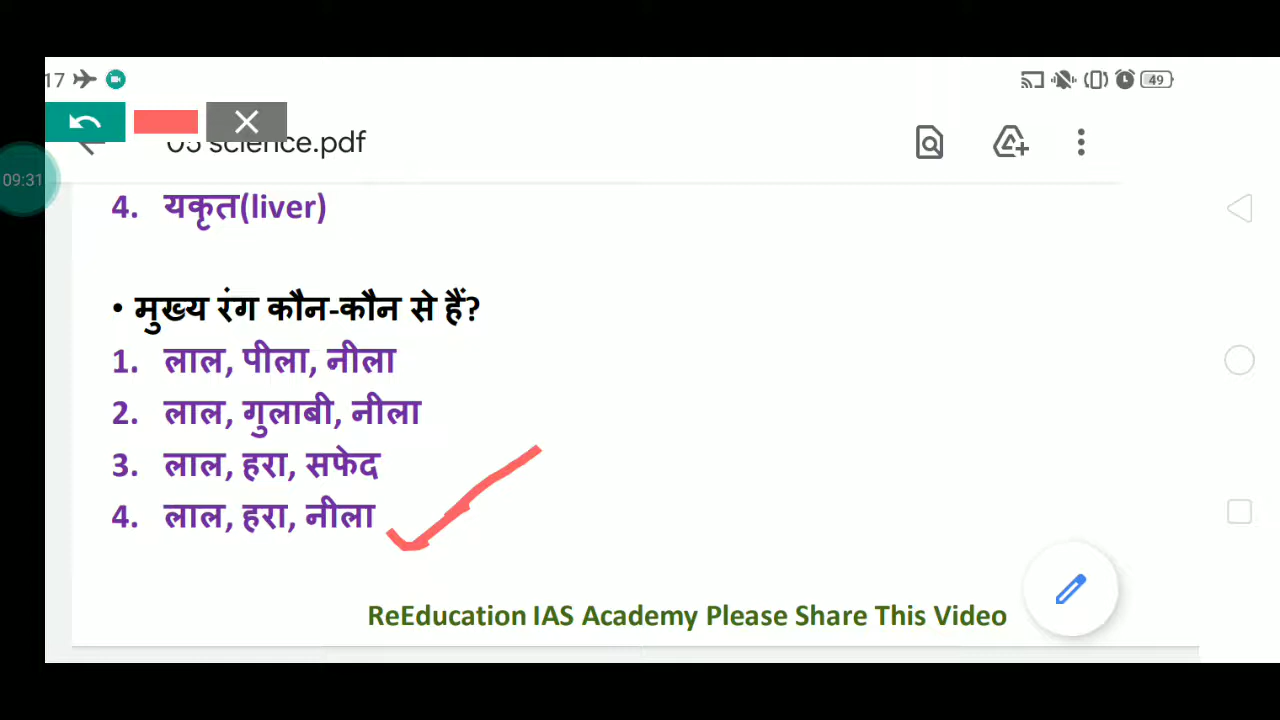 17
49
05 science.pdf
09:31
4. यकृत(liver)
• मुख्य रंग कौन-कौन से हैं?
1. लाल, पीला, नीला
2. लाल, गुलाबी, नीला
3. लाल, हरा, सफेद
4. लाल, हरा, नीला
ReEducation IAS Academy Please Share This Video